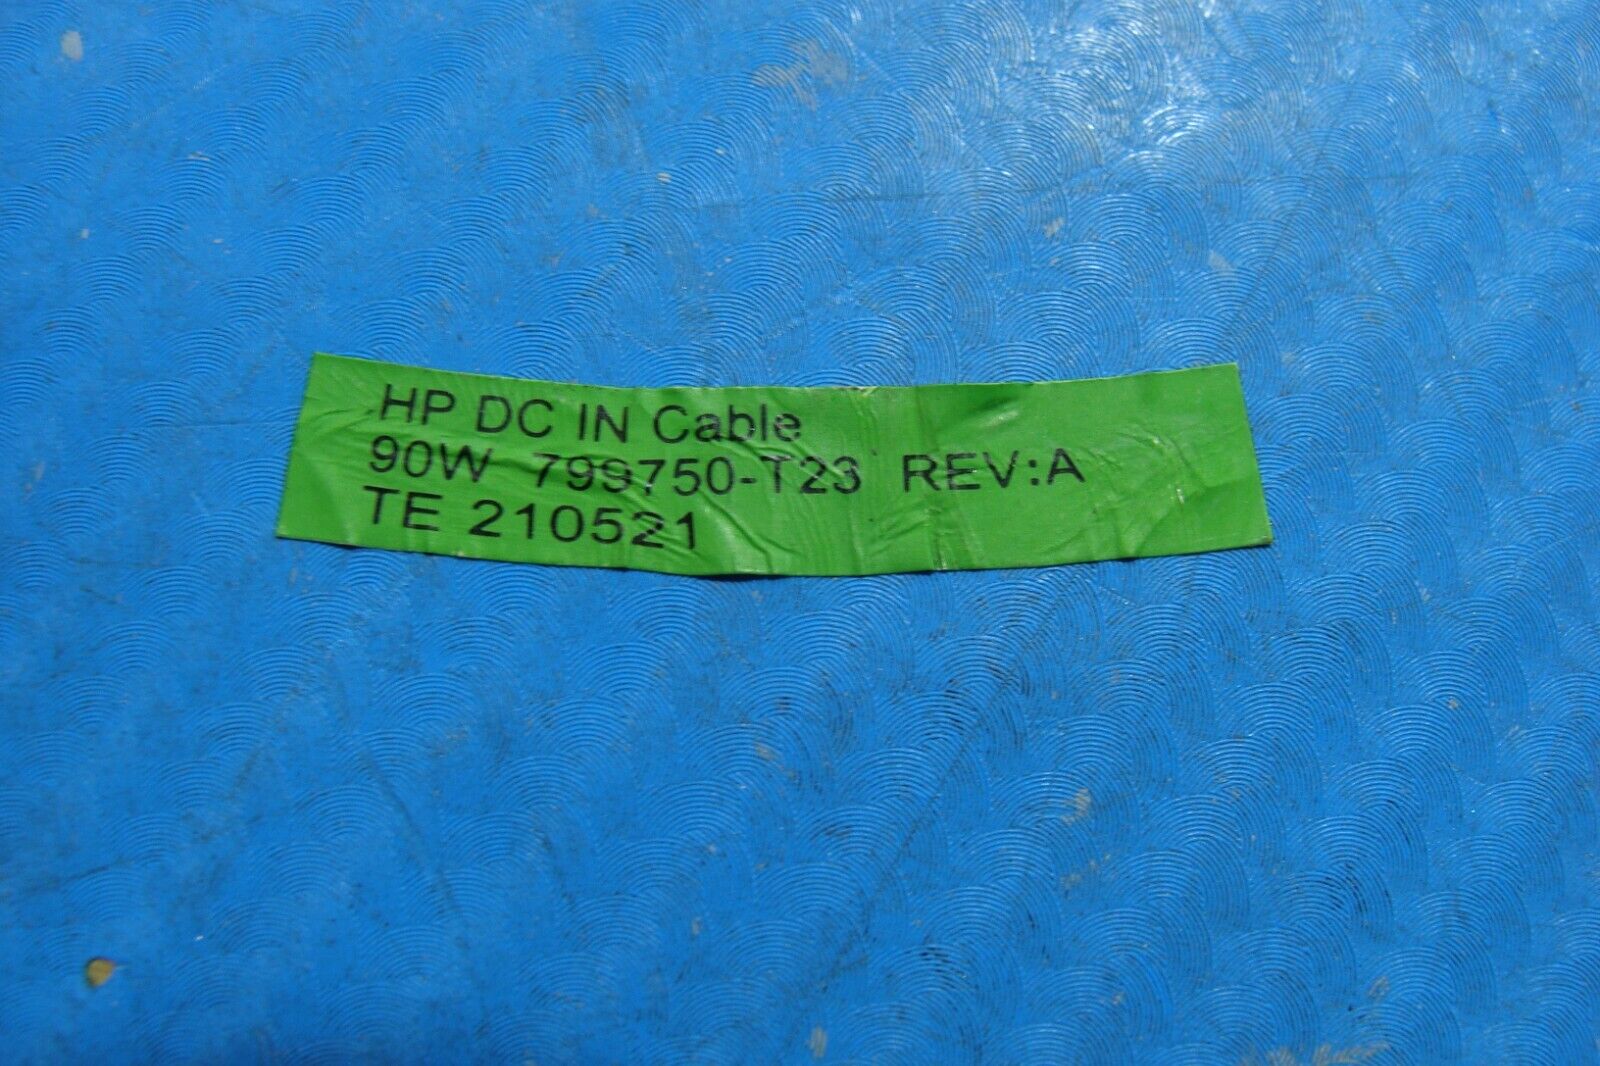 HP DC IN Cable
90W 799750-T23 REV:A
TE 210521